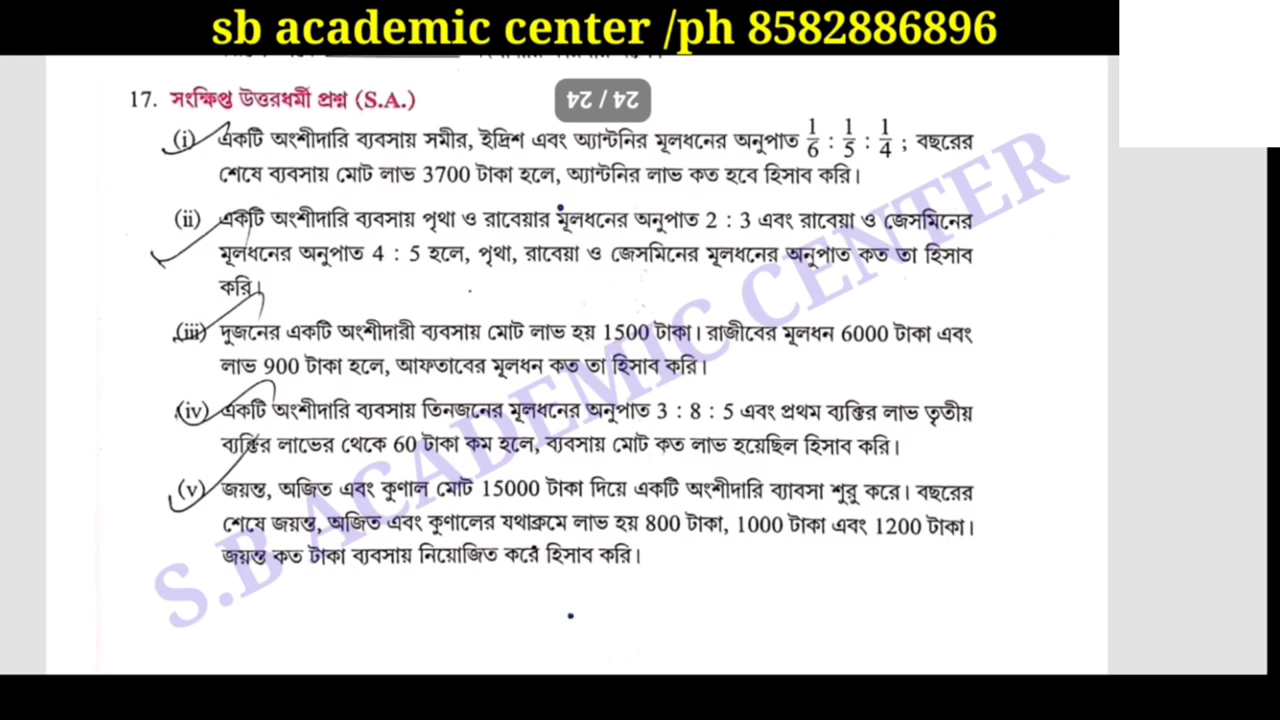 sb academic center /ph 8582886896
17. সংক্ষিপ্ত উত্তরধর্মী প্রশ্ন (S.A.)
24 / 24
(i) একটি অংশীদারি ব্যবসায় সমীর, ইদ্রিশ এবং অ্যান্টনির মূলধনের অনুপাত 1/6 : 1/5 : 1/4 ; বছরের
শেষে ব্যবসায় মোট লাভ 3700 টাকা হলে, অ্যান্টনির লাভ কত হবে হিসাব করি।
(ii) একটি অংশীদারি ব্যবসায় পৃথা ও রাবেয়ার মূলধনের অনুপাত 2 : 3 এবং রাবেয়া ও জেসমিনের
মূলধনের অনুপাত 4 : 5 হলে, পৃথা, রাবেয়া ও জেসমিনের মূলধনের অনুপাত কত তা হিসাব
করি।
(iii) দুজনের একটি অংশীদারী ব্যবসায় মোট লাভ হয় 1500 টাকা। রাজীবের মূলধন 6000 টাকা এবং
লাভ 900 টাকা হলে, আফতাবের মূলধন কত তা হিসাব করি।
(iv) একটি অংশীদারি ব্যবসায় তিনজনের মূলধনের অনুপাত 3 : 8 : 5 এবং প্রথম ব্যক্তির লাভ তৃতীয়
ব্যক্তির লাভের থেকে 60 টাকা কম হলে, ব্যবসায় মোট কত লাভ হয়েছিল হিসাব করি।
(v) জয়ন্ত, অজিত এবং কুণাল মোট 15000 টাকা দিয়ে একটি অংশীদারি ব্যাবসা শুরু করে। বছরের
শেষে জয়ন্ত, অজিত এবং কুণালের যথাক্রমে লাভ হয় 800 টাকা, 1000 টাকা এবং 1200 টাকা।
জয়ন্ত কত টাকা ব্যবসায় নিয়োজিত করে হিসাব করি।
S.B ACADEMIC CENTER